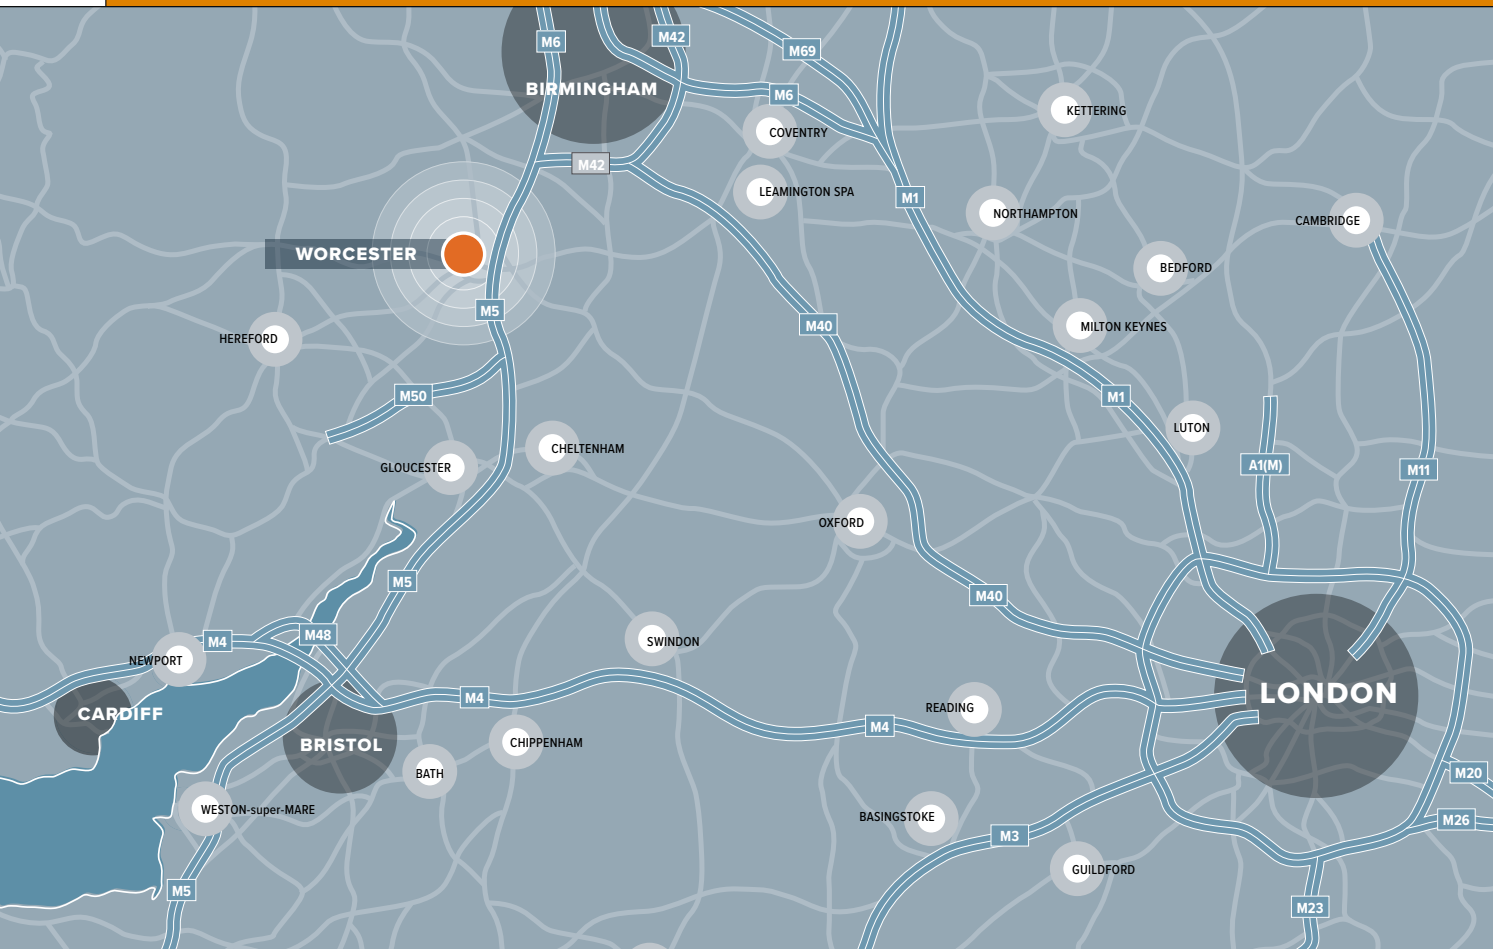 M6
M42
M69
BIRMINGHAM
M6
KETTERING
COVENTRY
M42
LEAMINGTON SPA
M1
NORTHAMPTON
CAMBRIDGE
WORCESTER
BEDFORD
M5
M40
MILTON KEYNES
HEREFORD
M50
M1
LUTON
CHELTENHAM
GLOUCESTER
A1(M)
M11
OXFORD
M5
M40
M48
M4
SWINDON
NEWPORT
LONDON
M4
READING
CARDIFF
M4
BRISTOL
CHIPPENHAM
BATH
M20
WESTON-super-MARE
BASINGSTOKE
M26
M3
GUILDFORD
M5
M23